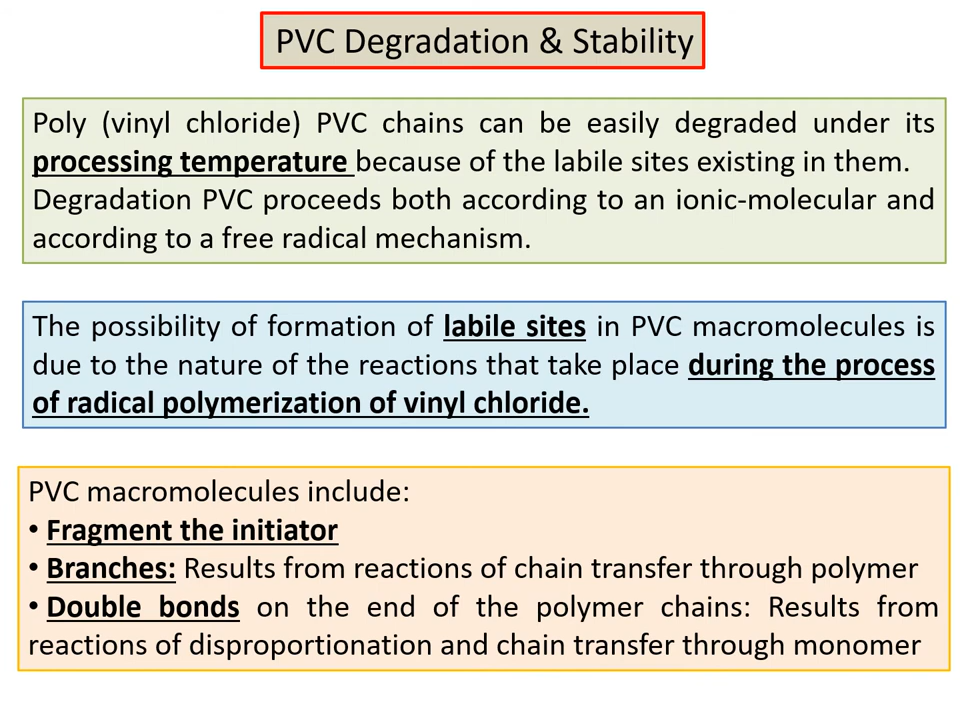 PVC Degradation & Stability
Poly (vinyl chloride) PVC chains can be easily degraded under its
processing temperature because of the labile sites existing in them.
Degradation PVC proceeds both according to an ionic-molecular and
according to a free radical mechanism.
The possibility of formation of labile sites in PVC macromolecules is
due to the nature of the reactions that take place during the process
of radical polymerization of vinyl chloride.
PVC macromolecules include:
• Fragment the initiator
• Branches: Results from reactions of chain transfer through polymer
• Double bonds on the end of the polymer chains: Results from
reactions of disproportionation and chain transfer through monomer